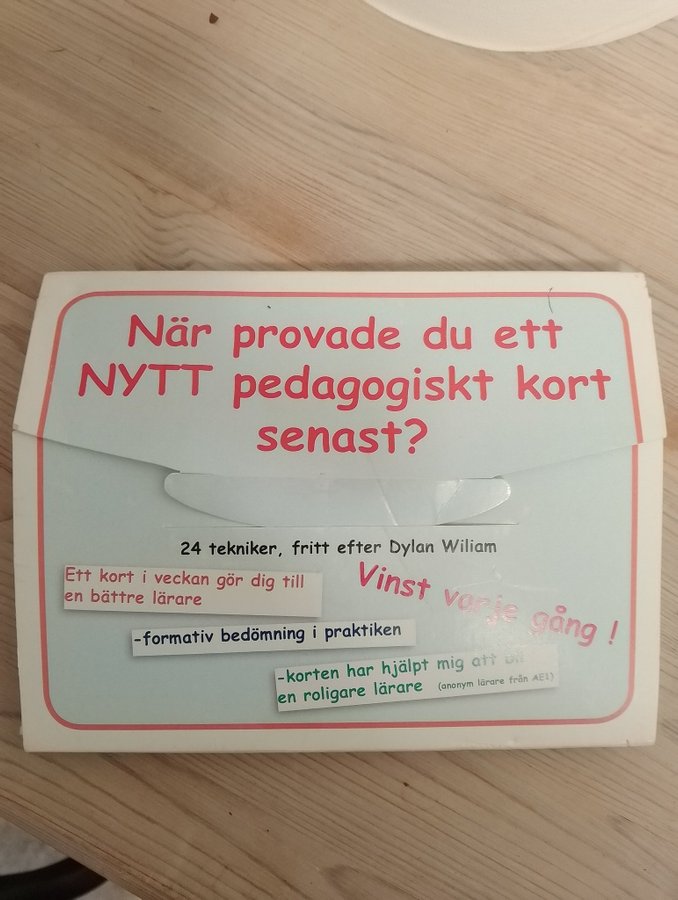 När provade du ett
NYTT pedagogiskt kort
senast?
24 tekniker, fritt efter Dylan Wiliam
Ett kort i veckan gör dig till
en bättre lärare
Vinst varje gång !
-formativ bedömning i praktiken
-korten har hjälpt mig att bli
en roligare lärare (anonym lärare från AE1)